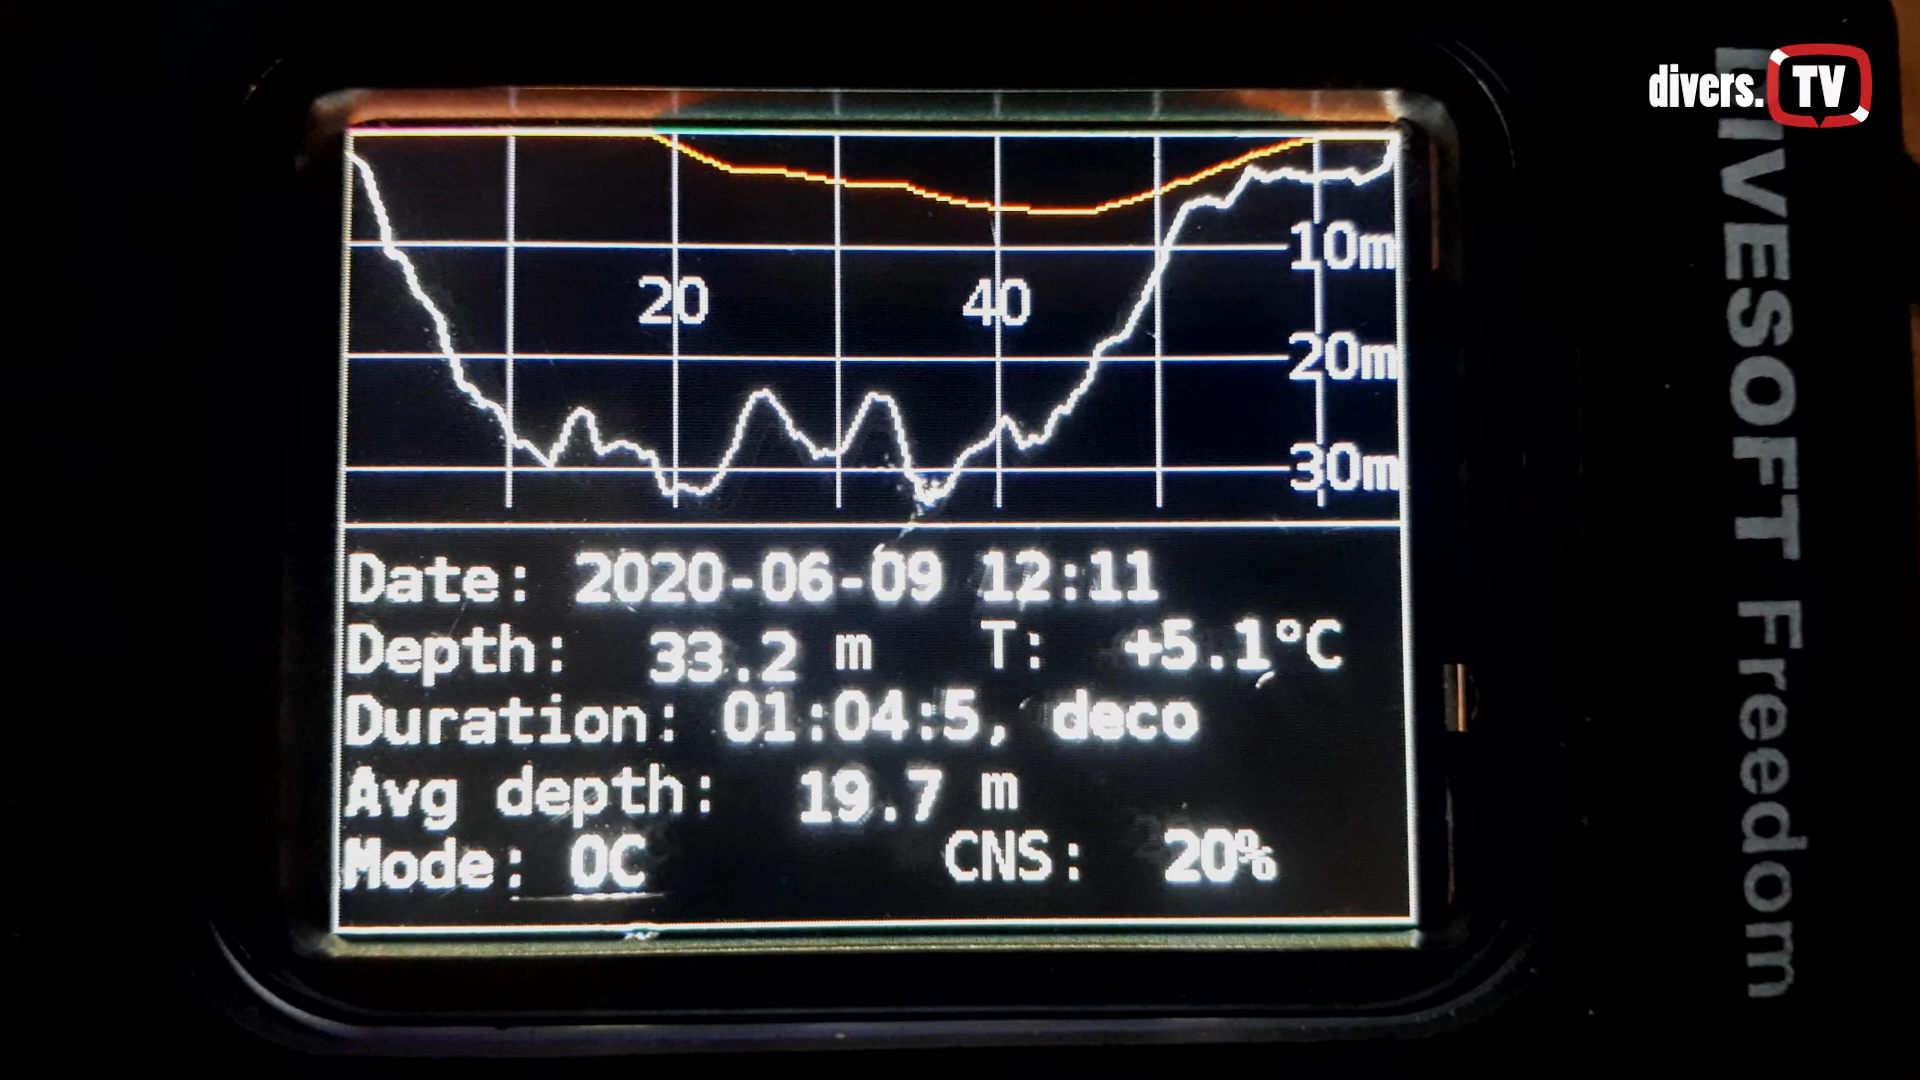 divers.TV
10m
20 40
20m
30m
Date: 2020-06-09 12:11
Depth: 33.2 m T: +5.1°C
Duration: 01:04:5, deco
Avg depth: 19.7 m
Mode: OC CNS: 20%
DIVESOFT Freedom